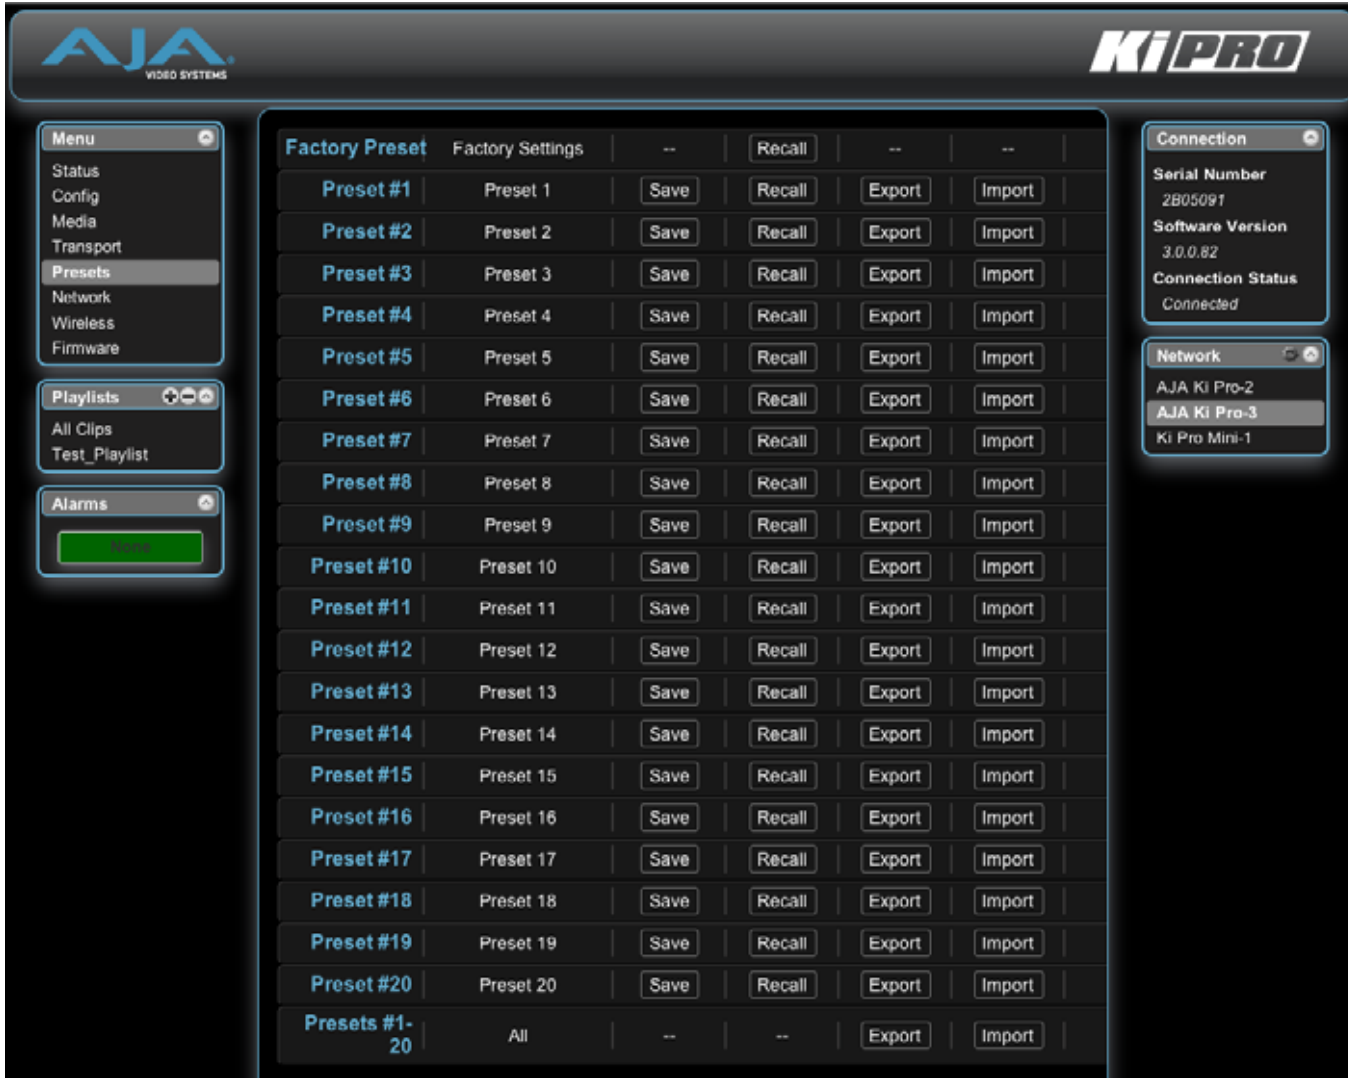 AJA
VIDEO SYSTEMS
Ki PRO
Menu
Status
Config
Media
Transport
Presets
Network
Wireless
Firmware
Playlists
All Clips
Test_Playlist
Alarms
None
Factory Preset Factory Settings -- Recall -- --
Preset #1 Preset 1 Save Recall Export Import
Preset #2 Preset 2 Save Recall Export Import
Preset #3 Preset 3 Save Recall Export Import
Preset #4 Preset 4 Save Recall Export Import
Preset #5 Preset 5 Save Recall Export Import
Preset #6 Preset 6 Save Recall Export Import
Preset #7 Preset 7 Save Recall Export Import
Preset #8 Preset 8 Save Recall Export Import
Preset #9 Preset 9 Save Recall Export Import
Preset #10 Preset 10 Save Recall Export Import
Preset #11 Preset 11 Save Recall Export Import
Preset #12 Preset 12 Save Recall Export Import
Preset #13 Preset 13 Save Recall Export Import
Preset #14 Preset 14 Save Recall Export Import
Preset #15 Preset 15 Save Recall Export Import
Preset #16 Preset 16 Save Recall Export Import
Preset #17 Preset 17 Save Recall Export Import
Preset #18 Preset 18 Save Recall Export Import
Preset #19 Preset 19 Save Recall Export Import
Preset #20 Preset 20 Save Recall Export Import
Presets #1-
20 All -- -- Export Import
Connection
Serial Number
2B05091
Software Version
3.0.0.82
Connection Status
Connected
Network
AJA Ki Pro-2
AJA Ki Pro-3
Ki Pro Mini-1